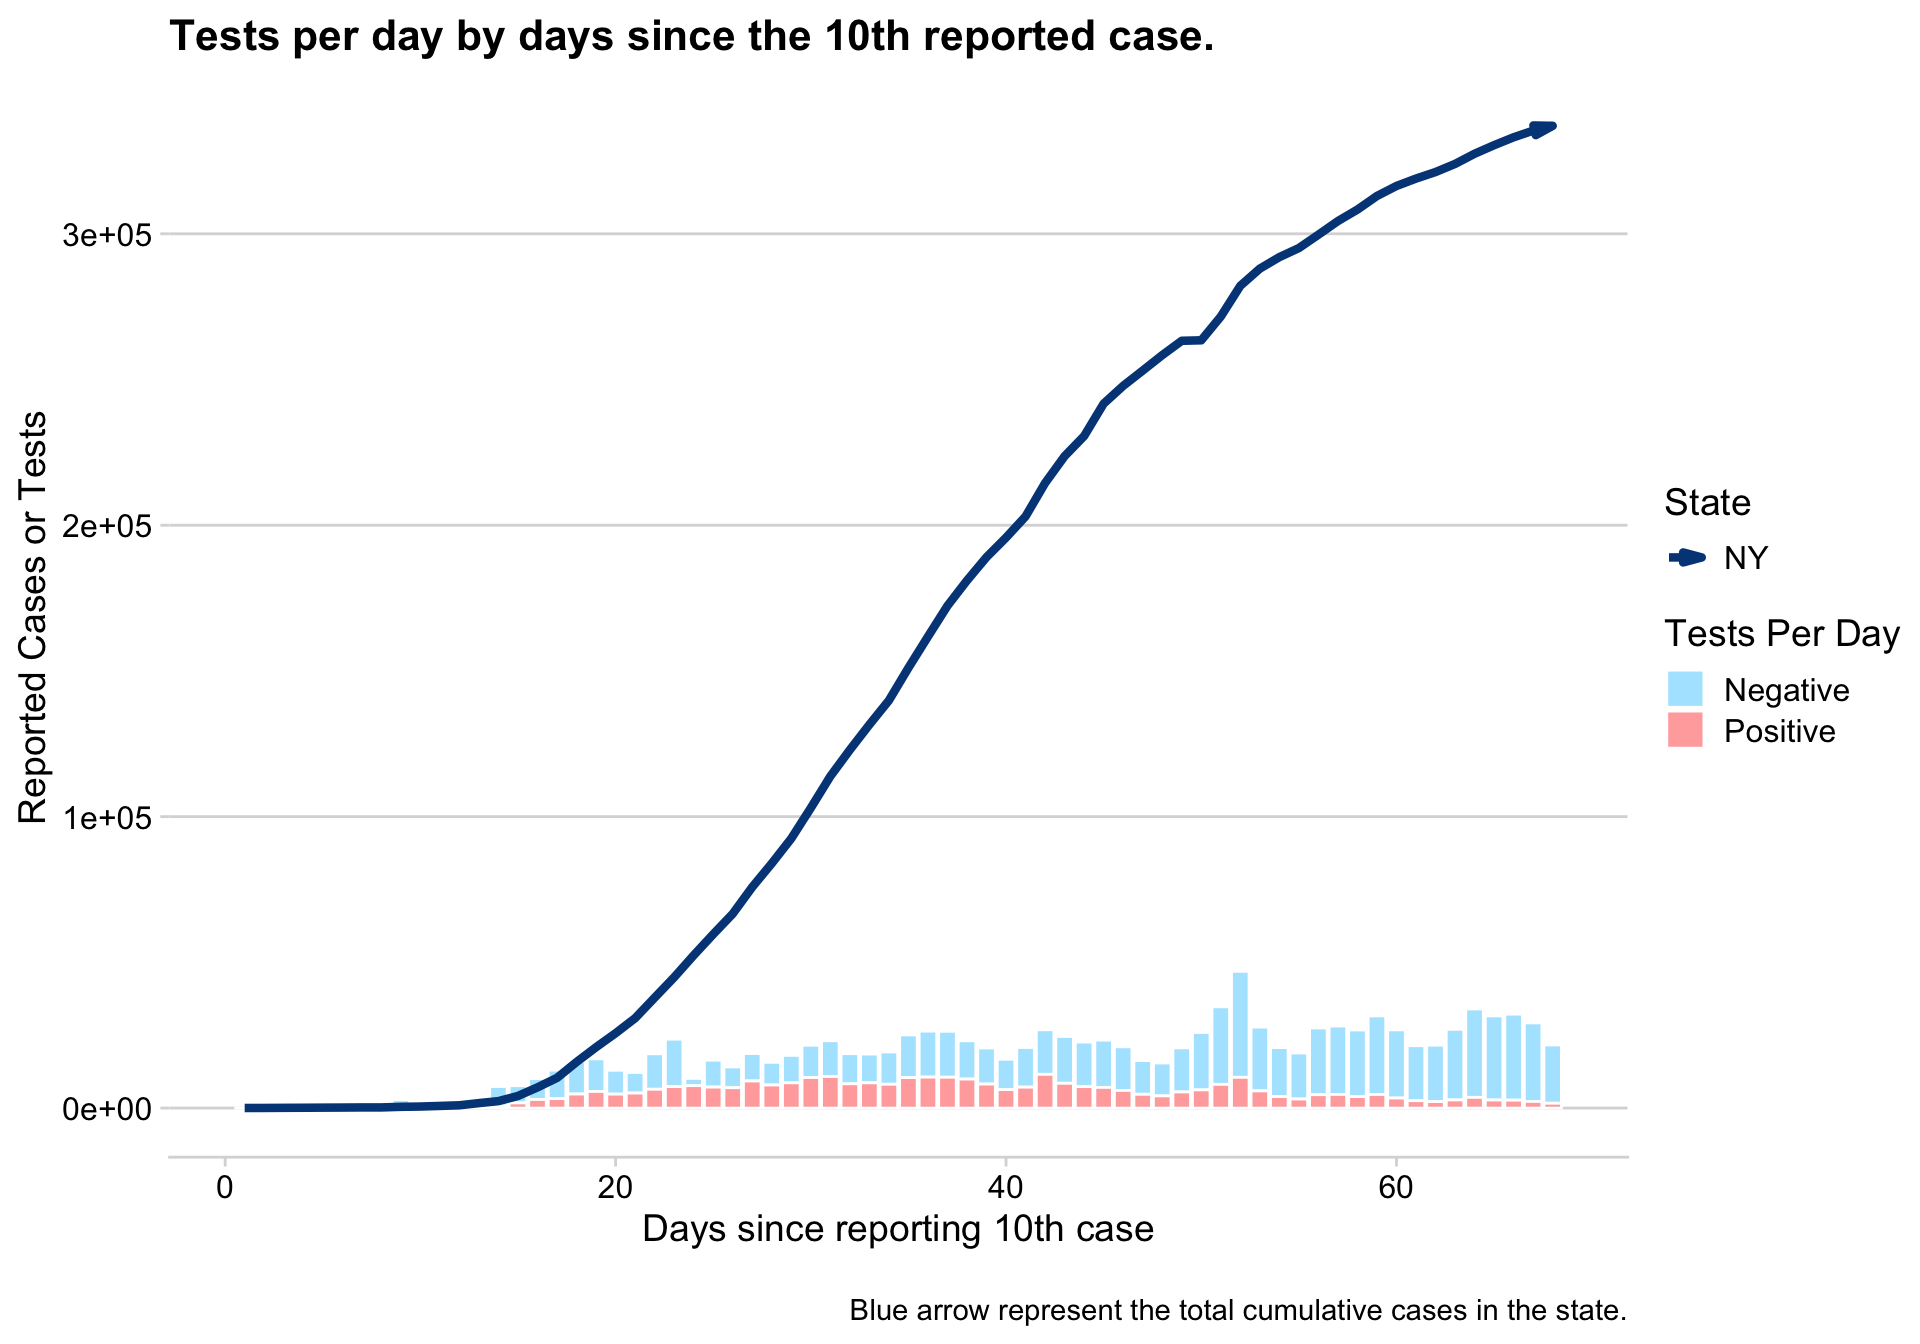 Tests per day by days since the 10th reported case.
Reported Cases or Tests
3e+05
2e+05
1e+05
0e+00
0
20
40
60
Days since reporting 10th case
State
NY
Tests Per Day
Negative
Positive
Blue arrow represent the total cumulative cases in the state.